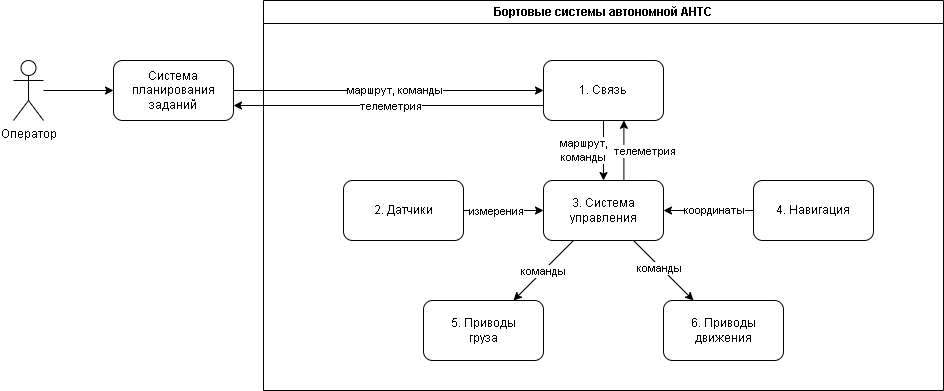 Бортовые системы автономной АНТС
Оператор
Система
планирования
заданий
маршрут, команды
телеметрия
1. Связь
маршрут,
команды
телеметрия
2. Датчики
измерения
3. Система
управления
координаты
4. Навигация
команды
команды
5. Приводы
груза
6. Приводы
движения